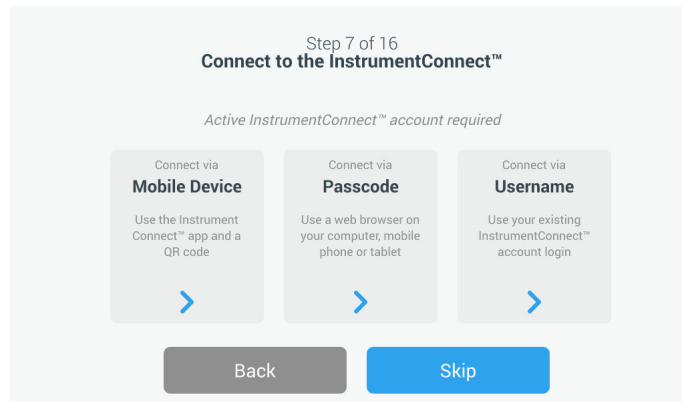 Step 7 of 16
Connect to the InstrumentConnect™
Active InstrumentConnect™ account required
Connect via
Mobile Device
Use the Instrument
Connect™ app and a
QR code
Connect via
Passcode
Use a web browser on
your computer, mobile
phone or tablet
Connect via
Username
Use your existing
InstrumentConnect™
account login
Back
Skip